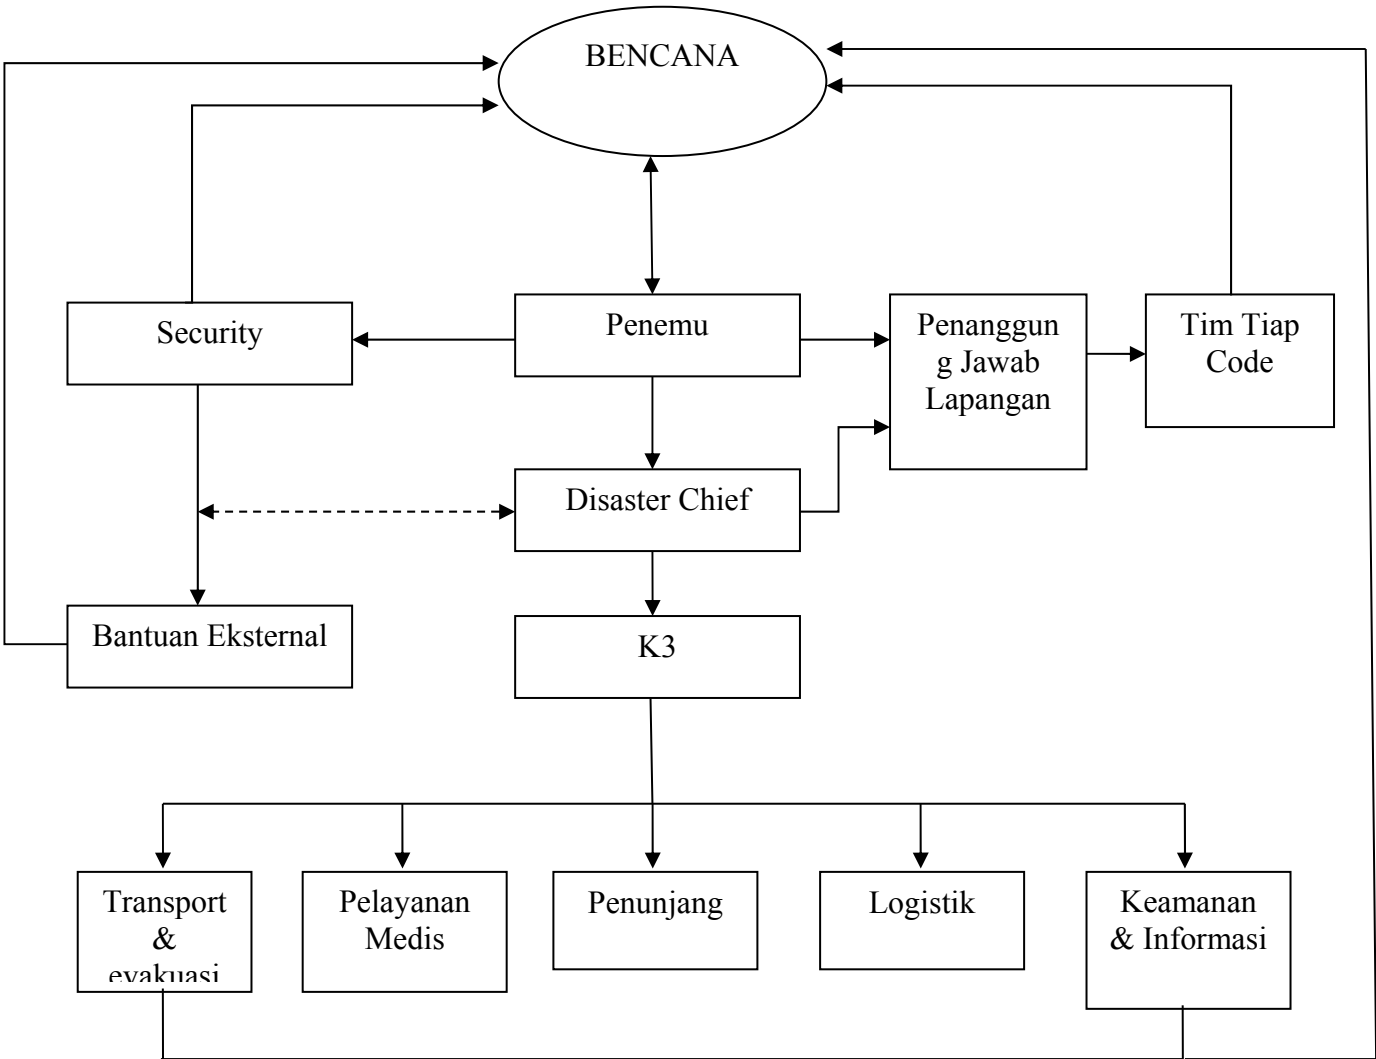 BENCANA
Security
Penemu
Penanggun
g Jawab
Lapangan
Tim Tiap
Code
Disaster Chief
Bantuan Eksternal
K3
Transport
&
evakuasi
Pelayanan
Medis
Penunjang
Logistik
Keamanan
& Informasi